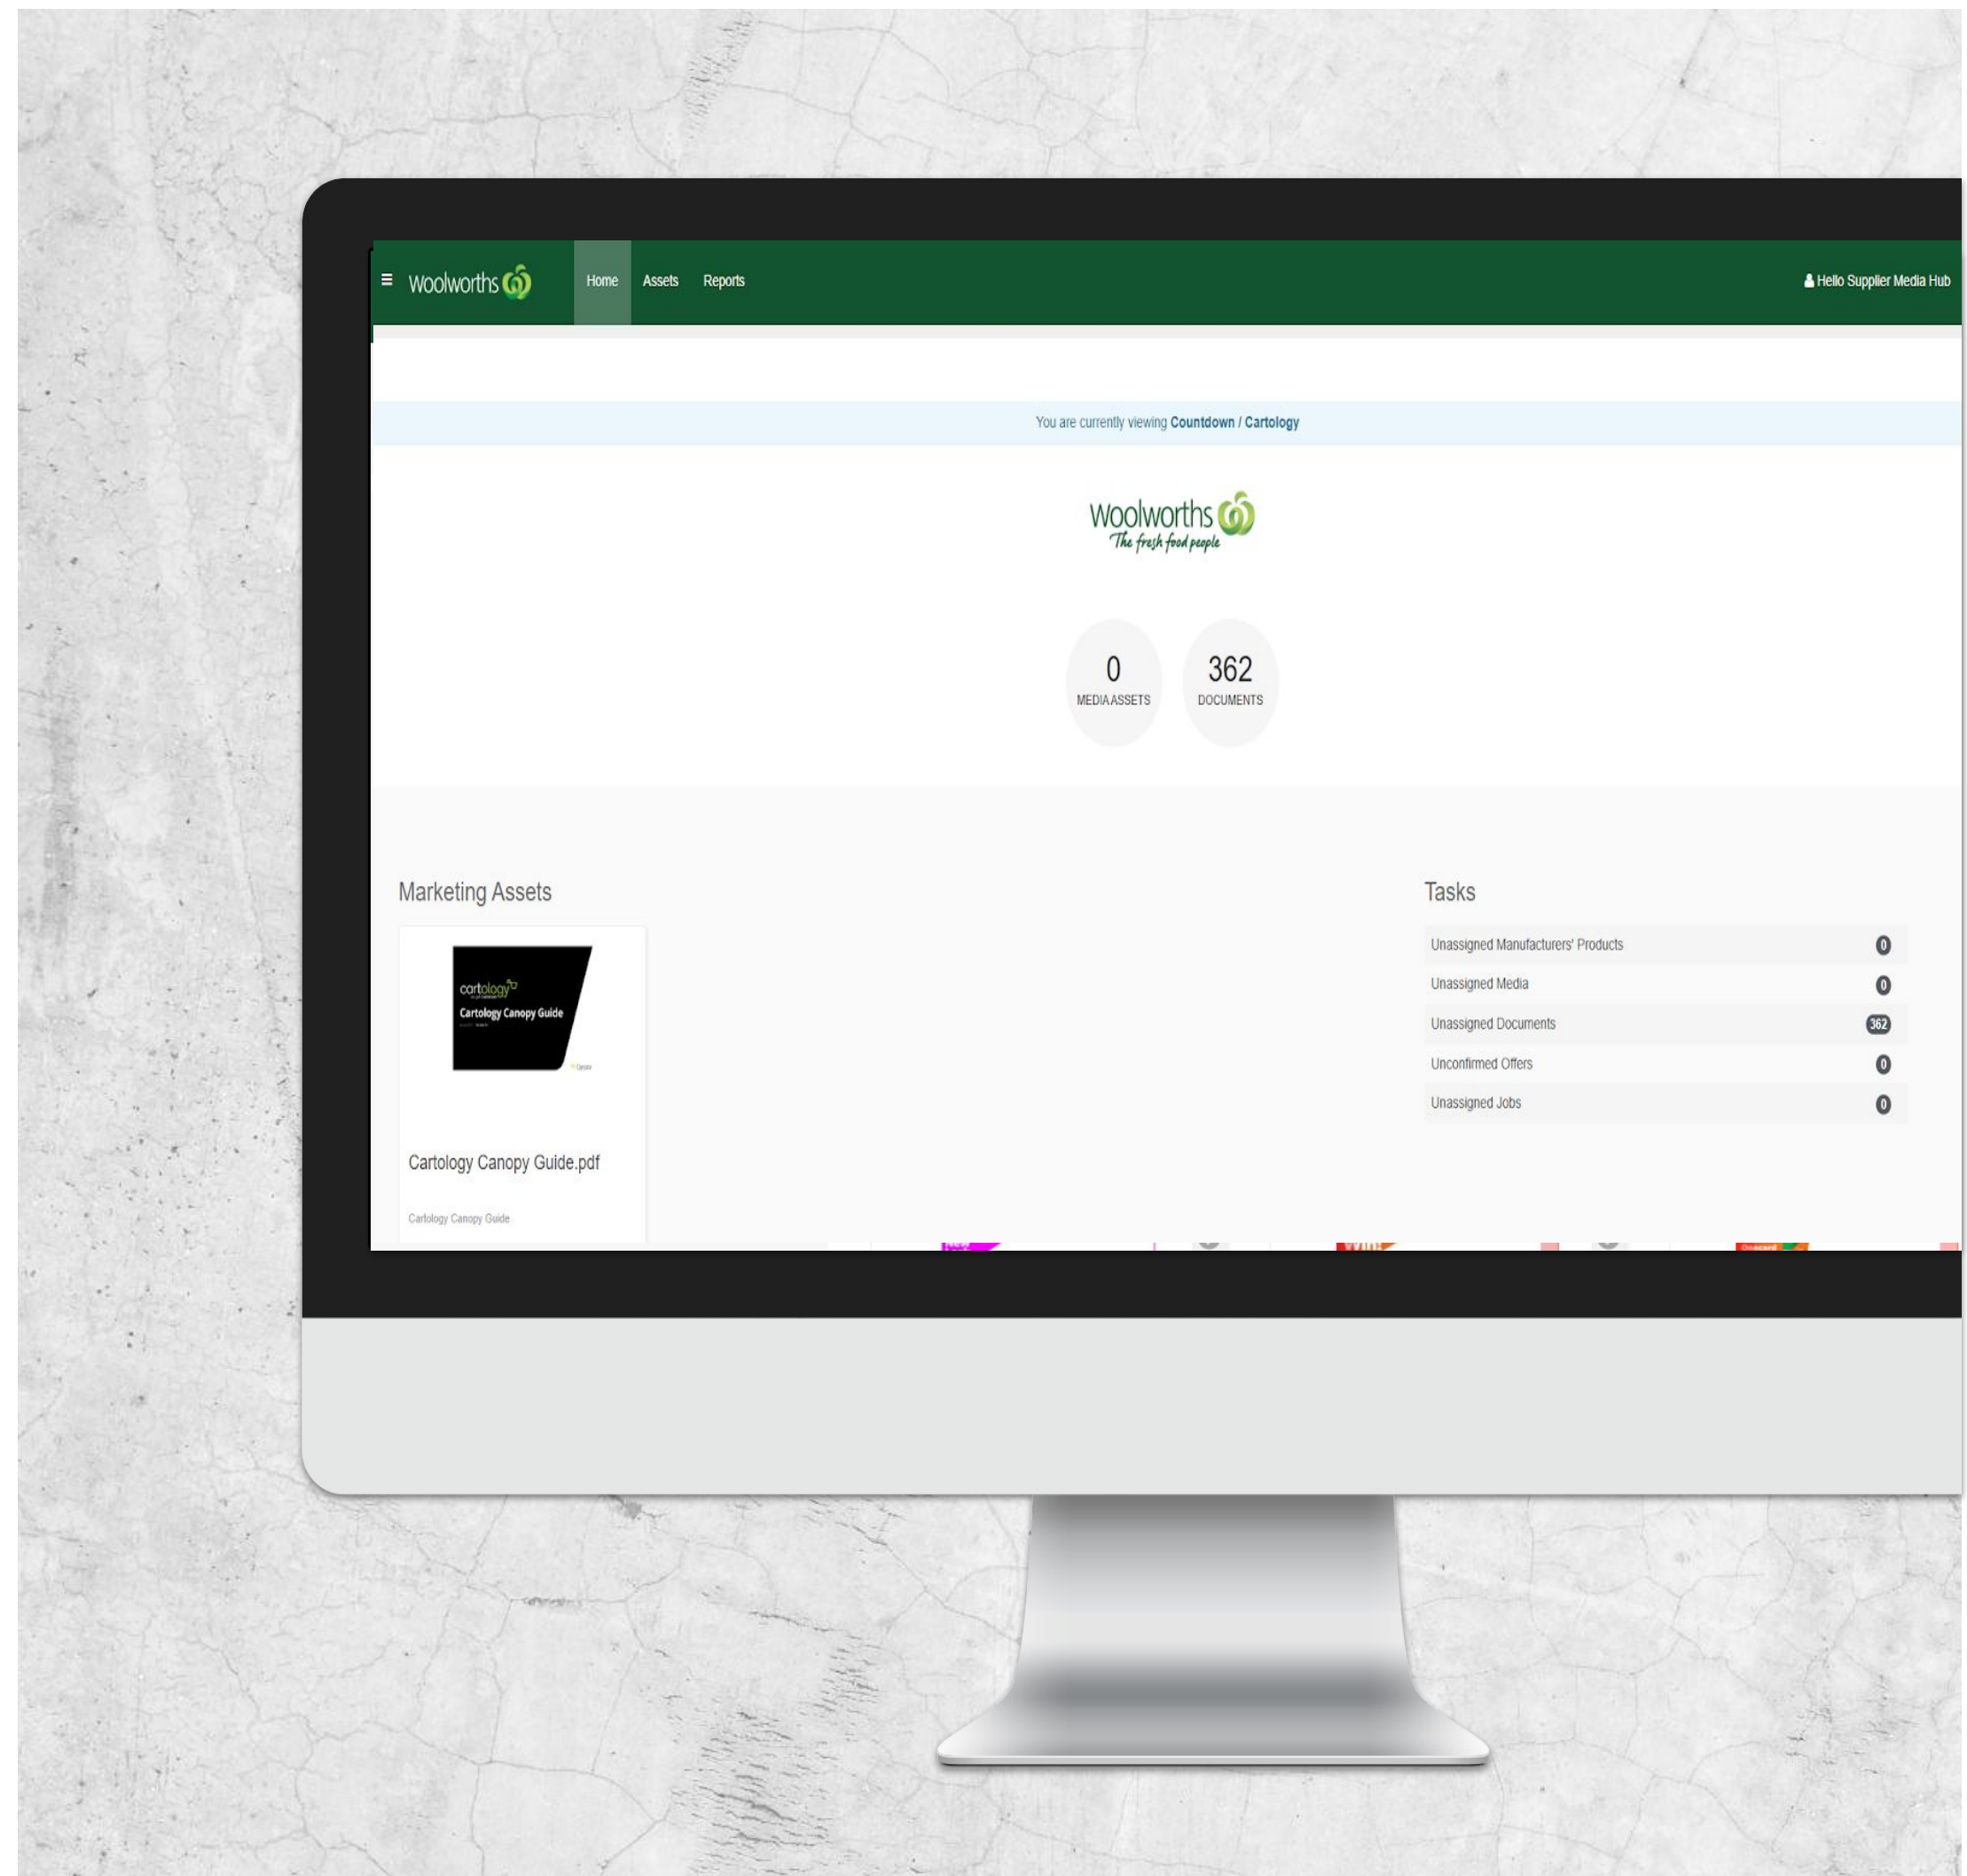 Woolworths
Home Assets Reports
Hello Supplier Media Hub
You are currently viewing Countdown / Cartology
Woolworths
The fresh food people
0
MEDIA ASSETS
362
DOCUMENTS
Marketing Assets
cartology
Cartology Canopy Guide
Cartology Canopy Guide.pdf
Cartology Canopy Guide
Tasks
Unassigned Manufacturers' Products 0
Unassigned Media 0
Unassigned Documents 362
Unconfirmed Offers 0
Unassigned Jobs 0